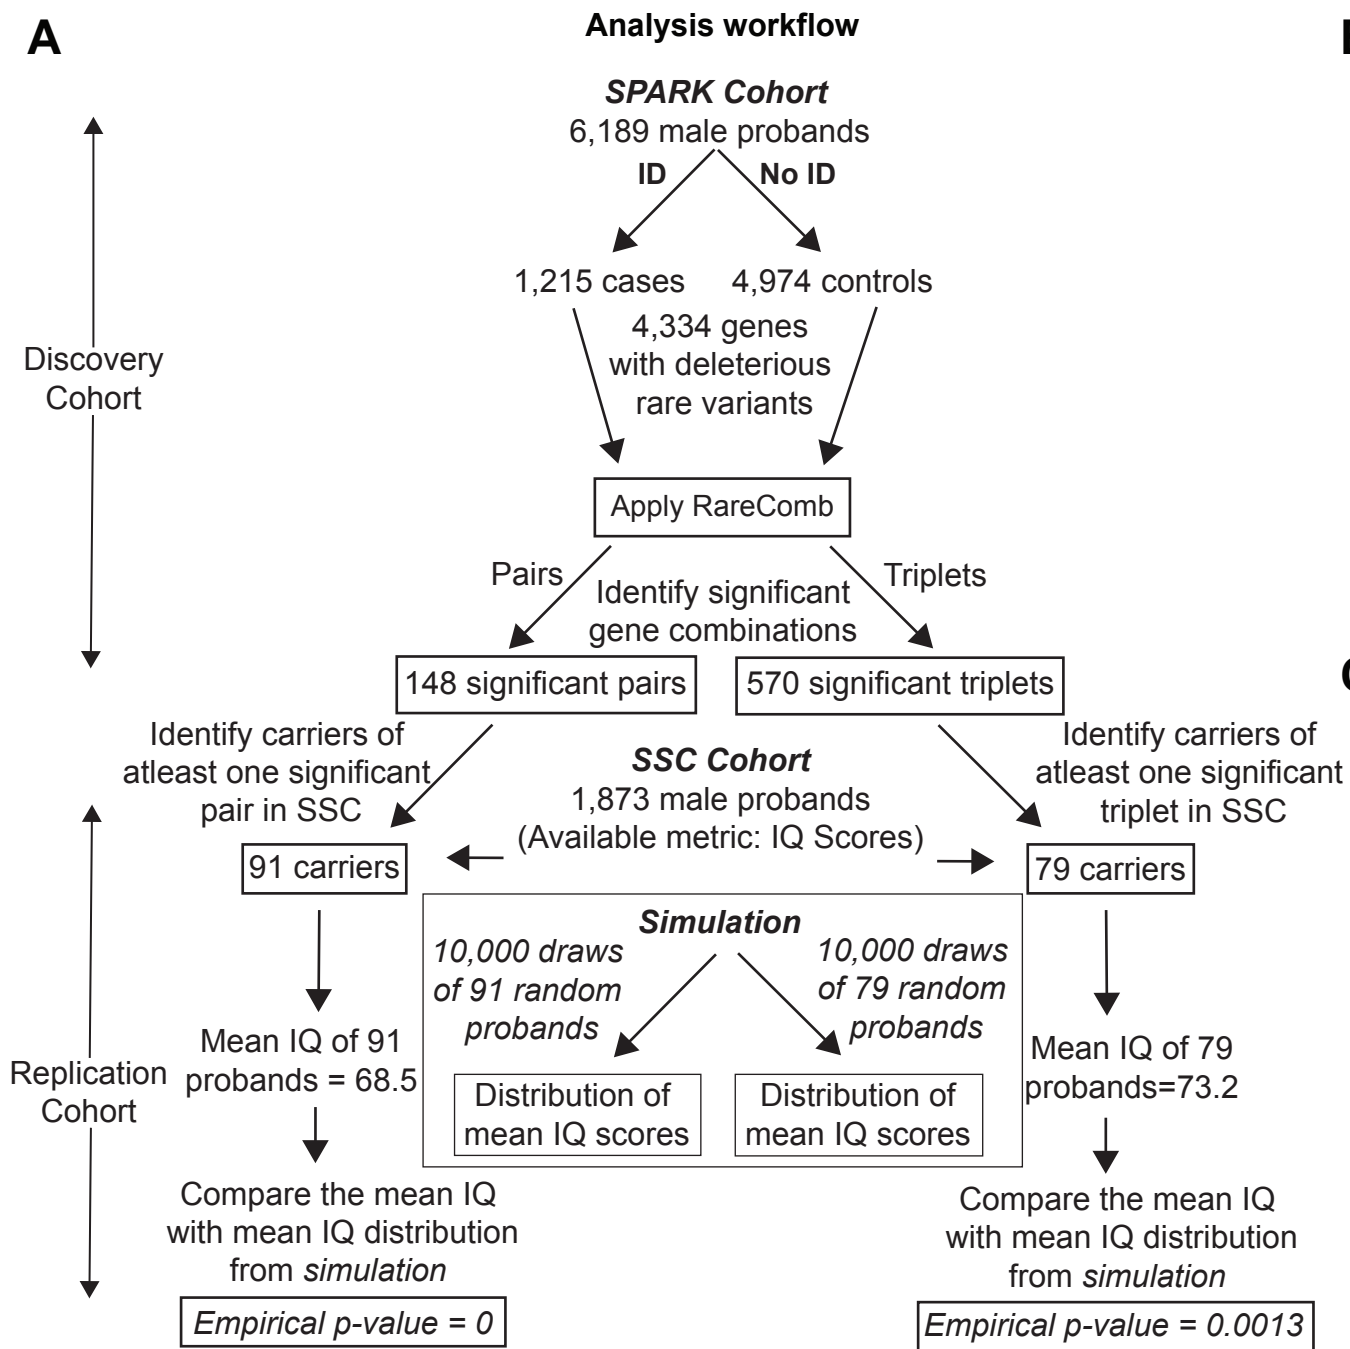 A
Analysis workflow
SPARK Cohort
6,189 male probands
ID
No ID
1,215 cases
4,974 controls
4,334 genes
with deleterious
rare variants
Discovery
Cohort
Apply RareComb
Pairs
Triplets
Identify significant
gene combinations
148 significant pairs
570 significant triplets
Identify carriers of
atleast one significant
pair in SSC
SSC Cohort
1,873 male probands
(Available metric: IQ Scores)
Identify carriers of
atleast one significant
triplet in SSC
91 carriers
79 carriers
Simulation
10,000 draws
of 91 random
probands
10,000 draws
of 79 random
probands
Replication
Cohort
Mean IQ of 91
probands = 68.5
Distribution of
mean IQ scores
Distribution of
mean IQ scores
Mean IQ of 79
probands=73.2
Compare the mean IQ
with mean IQ distribution
from simulation
Compare the mean IQ
with mean IQ distribution
from simulation
Empirical p-value = 0
Empirical p-value = 0.0013